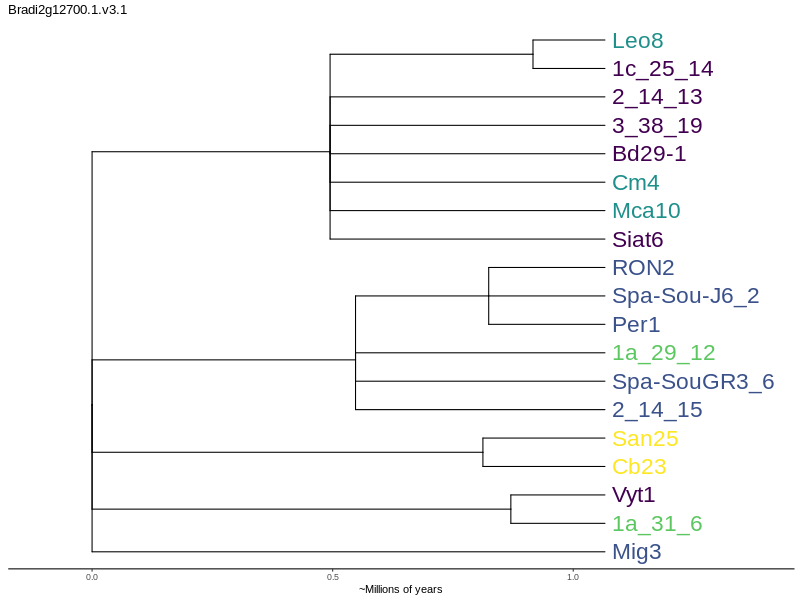 Bradi2g12700.1.v3.1
Leo8
1c_25_14
2_14_13
3_38_19
Bd29-1
Cm4
Mca10
Siat6
RON2
Spa-Sou-J6_2
Per1
1a_29_12
Spa-SouGR3_6
2_14_15
San25
Cb23
Vyt1
1a_31_6
Mig3
0.0 0.5 1.0
~Millions of years